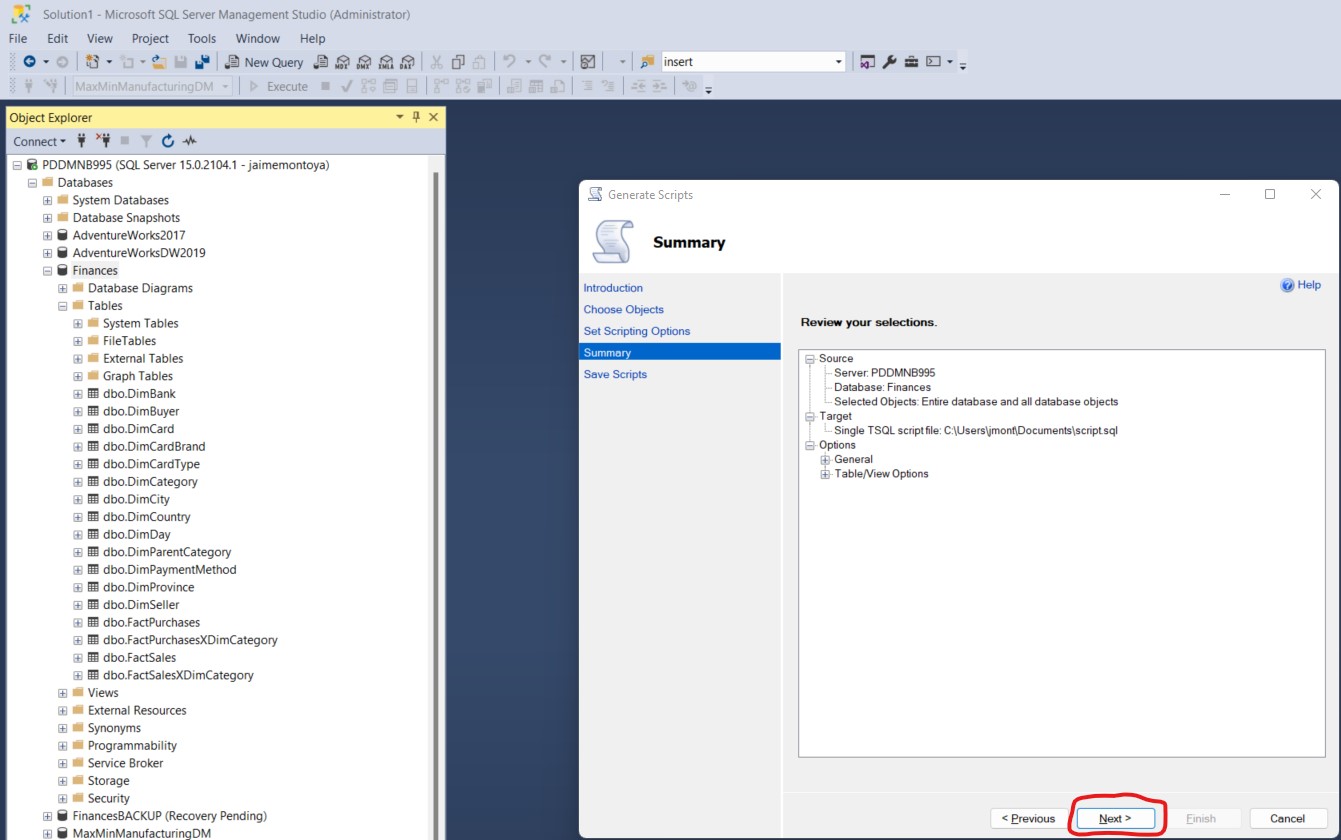 Solution1 - Microsoft SQL Server Management Studio (Administrator)
File Edit View Project Tools Window Help
New Query MDX DMX XMLA DAX insert
MaxMinManufacturingDM Execute
Object Explorer
Connect
PDDMNB995 (SQL Server 15.0.2104.1 - jaimemontoya)
Databases
System Databases
Database Snapshots
AdventureWorks2017
AdventureWorksDW2019
Finances
Database Diagrams
Tables
System Tables
FileTables
External Tables
Graph Tables
dbo.DimBank
dbo.DimBuyer
dbo.DimCard
dbo.DimCardBrand
dbo.DimCardType
dbo.DimCategory
dbo.DimCity
dbo.DimCountry
dbo.DimDay
dbo.DimParentCategory
dbo.DimPaymentMethod
dbo.DimProvince
dbo.DimSeller
dbo.FactPurchases
dbo.FactPurchasesXDimCategory
dbo.FactSales
dbo.FactSalesXDimCategory
Views
External Resources
Synonyms
Programmability
Service Broker
Storage
Security
FinancesBACKUP (Recovery Pending)
MaxMinManufacturingDM
Generate Scripts
Summary
Introduction
Choose Objects
Set Scripting Options
Summary
Save Scripts
Help
Review your selections.
Source
Server: PDDMNB995
Database: Finances
Selected Objects: Entire database and all database objects
Target
Single TSQL script file: C:\Users\jmont\Documents\script.sql
Options
General
Table/View Options
< Previous Next > Finish Cancel